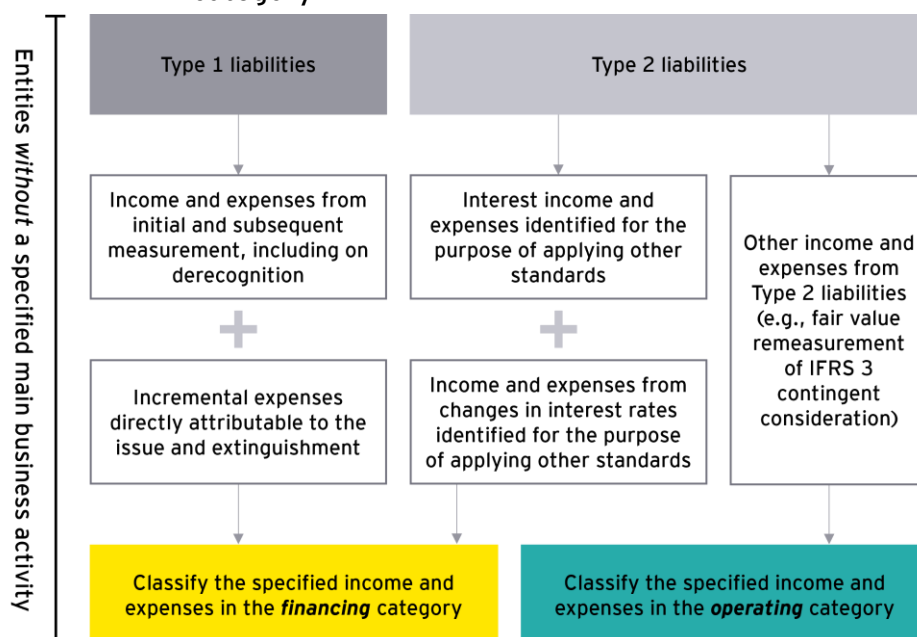 Entities without a specified main business activity
Type 1 liabilities
Type 2 liabilities
Income and expenses from
initial and subsequent
measurement, including on
derecognition
+
Incremental expenses
directly attributable to the
issue and extinguishment
Interest income and
expenses identified for the
purpose of applying other
standards
+
Income and expenses from
changes in interest rates
identified for the purpose
of applying other standards
Other income and
expenses from
Type 2 liabilities
(e.g., fair value
remeasurement
of IFRS 3
contingent
consideration)
Classify the specified income and
expenses in the financing category
Classify the specified income and
expenses in the operating category